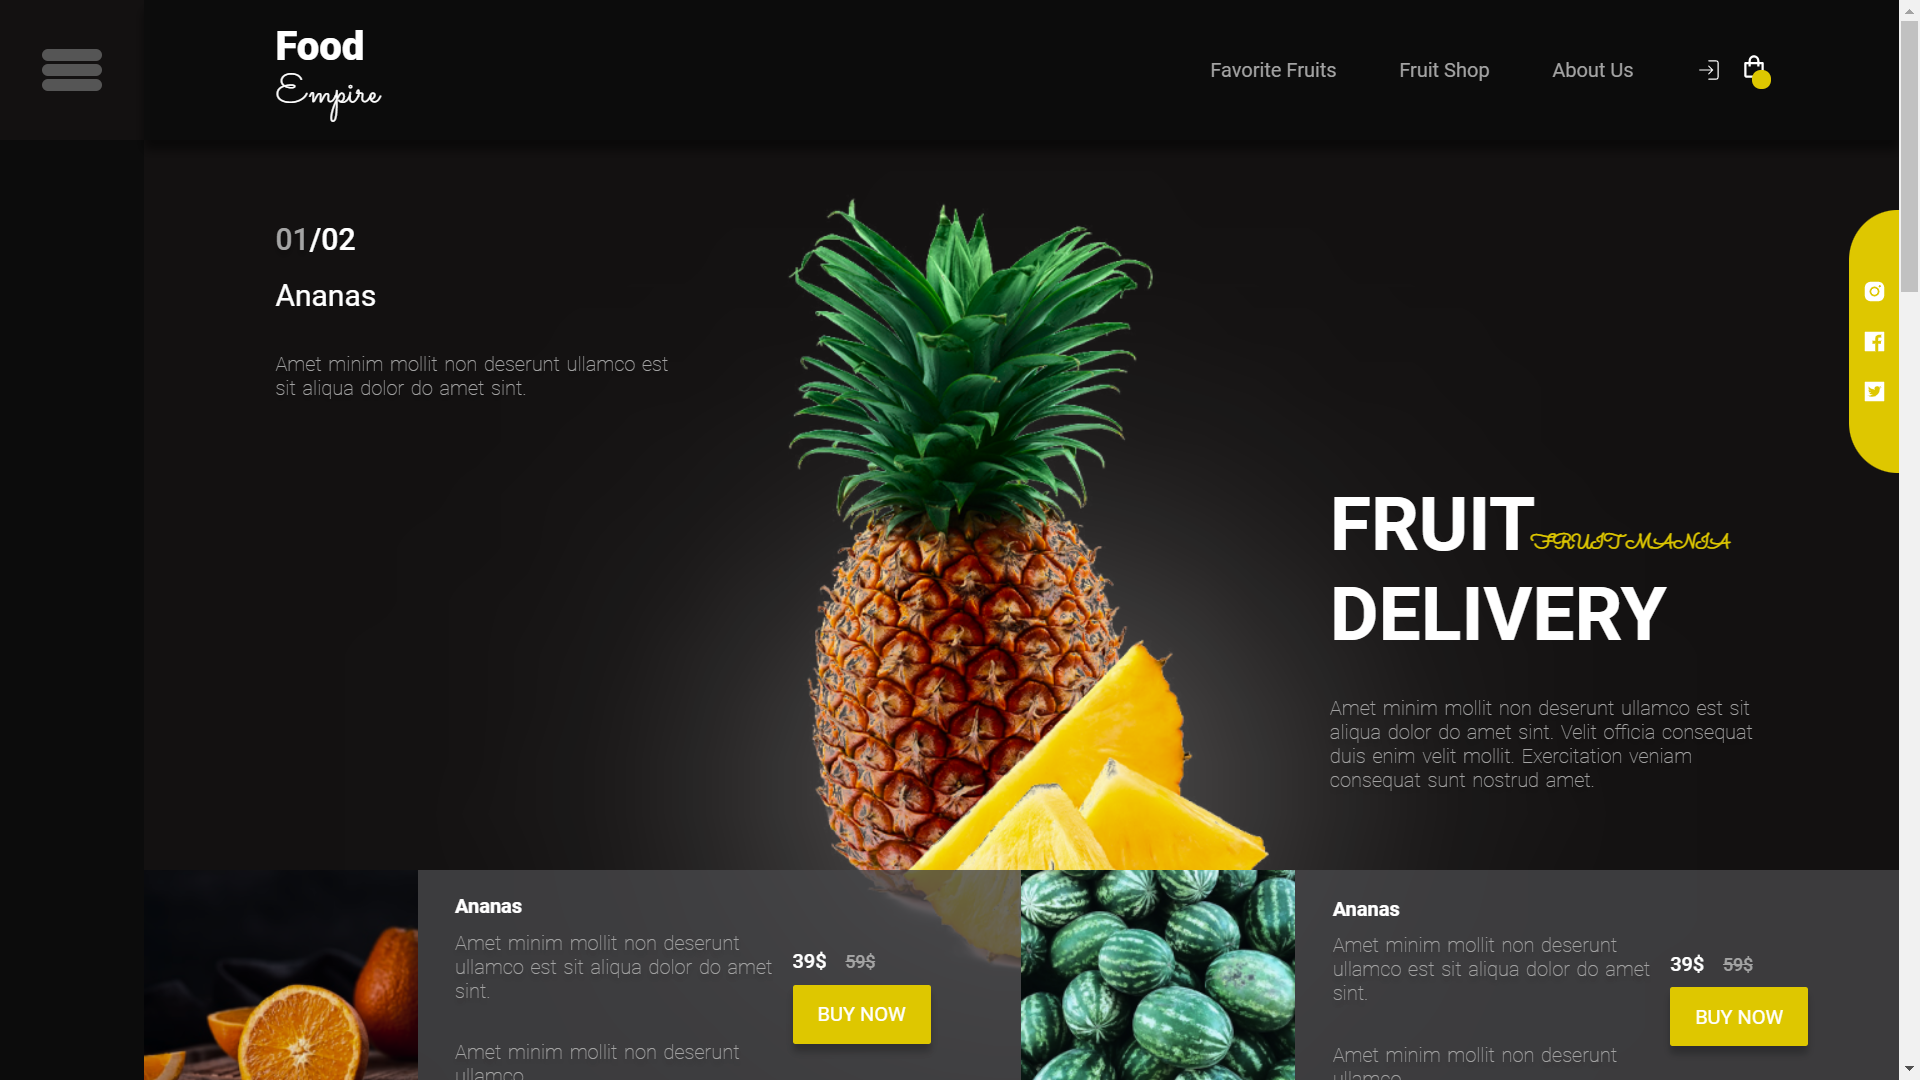 Food
Empire
Favorite Fruits
Fruit Shop
About Us
01/02
Ananas
Amet minim mollit non deserunt ullamco est
sit aliqua dolor do amet sint.
FRUIT
FRUIT MANIA
DELIVERY
Amet minim mollit non deserunt ullamco est sit
aliqua dolor do amet sint. Velit officia consequat
duis enim velit mollit. Exercitation veniam
consequat sunt nostrud amet.
Ananas
Amet minim mollit non deserunt
ullamco est sit aliqua dolor do amet
sint.
39$ 59$
BUY NOW
Amet minim mollit non deserunt
ullamco
Ananas
Amet minim mollit non deserunt
ullamco est sit aliqua dolor do amet
sint.
39$ 59$
BUY NOW
Amet minim mollit non deserunt
ullamco